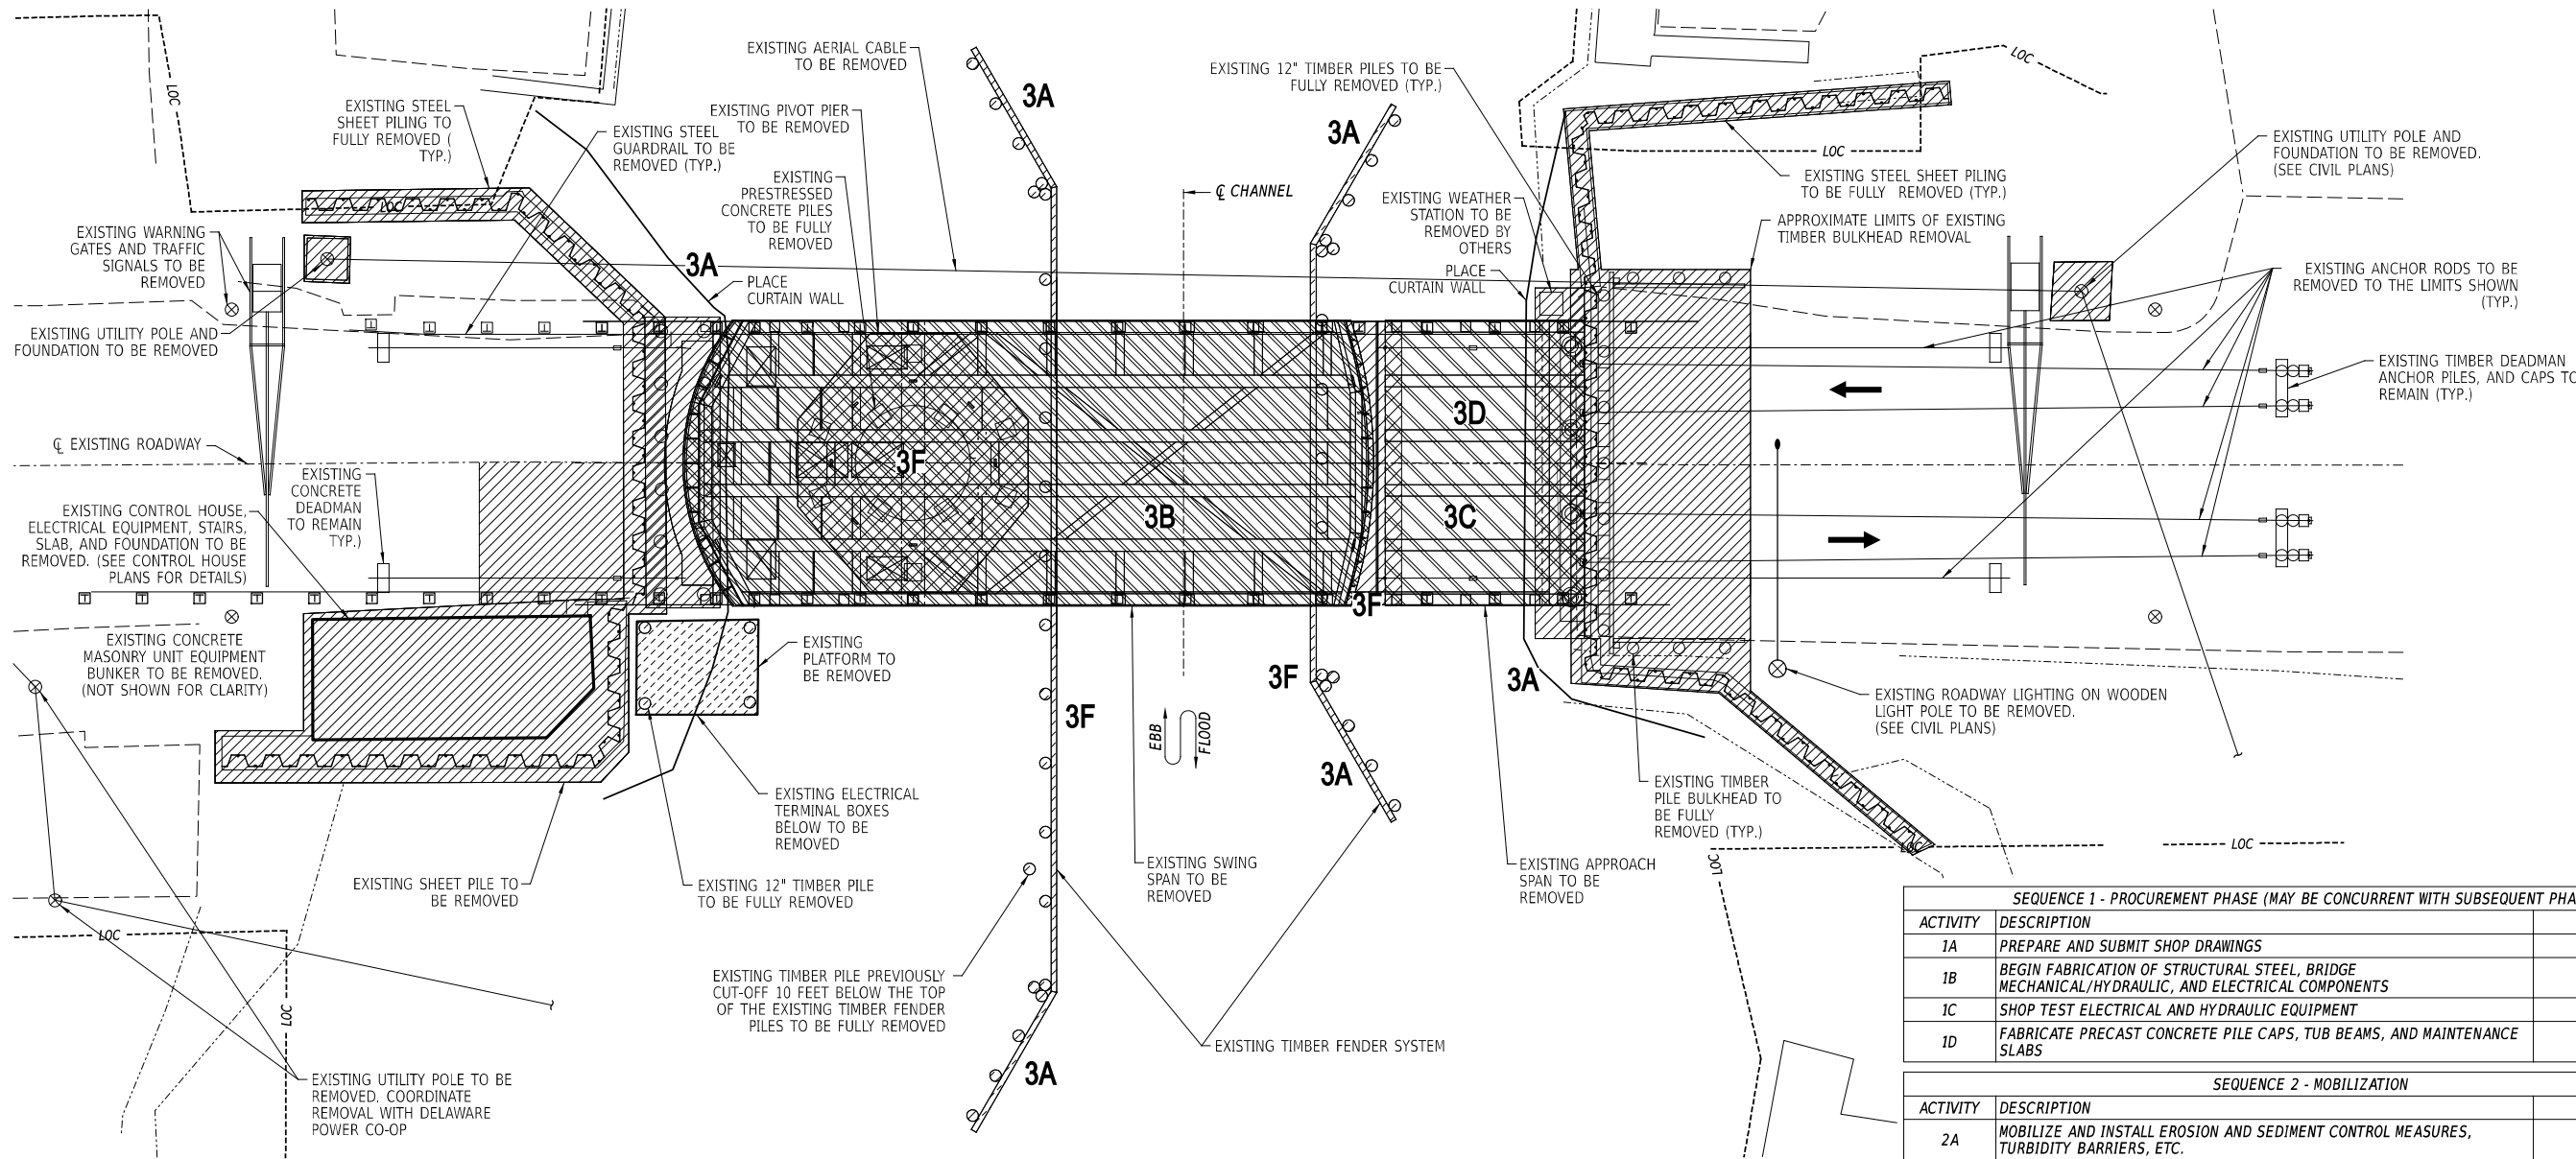 EXISTING AERIAL CABLE
TO BE REMOVED
3A
EXISTING 12" TIMBER PILES TO BE
FULLY REMOVED (TYP.)
LOC
LOC
EXISTING STEEL
SHEET PILING TO
FULLY REMOVED (
TYP.)
EXISTING PIVOT PIER
TO BE REMOVED
EXISTING STEEL
GUARDRAIL TO BE
REMOVED (TYP.)
3A
LOC
EXISTING UTILITY POLE AND
FOUNDATION TO BE REMOVED.
(SEE CIVIL PLANS)
EXISTING
PRESTRESSED
CONCRETE PILES
TO BE FULLY
REMOVED
℄ CHANNEL
EXISTING WEATHER
STATION TO BE
REMOVED BY
OTHERS
EXISTING STEEL SHEET PILING
TO BE FULLY REMOVED (TYP.)
LOC
APPROXIMATE LIMITS OF EXISTING
TIMBER BULKHEAD REMOVAL
EXISTING WARNING
GATES AND TRAFFIC
SIGNALS TO BE
REMOVED
3A
PLACE
CURTAIN WALL
PLACE
CURTAIN WALL
EXISTING ANCHOR RODS TO BE
REMOVED TO THE LIMITS SHOWN
(TYP.)
EXISTING UTILITY POLE AND
FOUNDATION TO BE REMOVED
EXISTING TIMBER DEADMAN
ANCHOR PILES, AND CAPS TO
REMAIN (TYP.)
3D
℄ EXISTING ROADWAY
3F
EXISTING
CONCRETE
DEADMAN
TO REMAIN
TYP.)
3B
3C
EXISTING CONTROL HOUSE,
ELECTRICAL EQUIPMENT, STAIRS,
SLAB, AND FOUNDATION TO BE
REMOVED. (SEE CONTROL HOUSE
PLANS FOR DETAILS)
3F
EXISTING CONCRETE
MASONRY UNIT EQUIPMENT
BUNKER TO BE REMOVED.
(NOT SHOWN FOR CLARITY)
EXISTING
PLATFORM TO
BE REMOVED
3F
3A
3F
EBB
FLOOD
EXISTING ROADWAY LIGHTING ON WOODEN
LIGHT POLE TO BE REMOVED.
(SEE CIVIL PLANS)
3A
EXISTING ELECTRICAL
TERMINAL BOXES
BELOW TO BE
REMOVED
EXISTING TIMBER
PILE BULKHEAD TO
BE FULLY
REMOVED (TYP.)
EXISTING SHEET PILE TO
BE REMOVED
EXISTING 12" TIMBER PILE
TO BE FULLY REMOVED
EXISTING SWING
SPAN TO BE
REMOVED
EXISTING APPROACH
SPAN TO BE
REMOVED
LOC
LOC
LOC
LOC
LOC
EXISTING TIMBER PILE PREVIOUSLY
CUT-OFF 10 FEET BELOW THE TOP
OF THE EXISTING TIMBER FENDER
PILES TO BE FULLY REMOVED
EXISTING TIMBER FENDER SYSTEM
3A
EXISTING UTILITY POLE TO BE
REMOVED. COORDINATE
REMOVAL WITH DELAWARE
POWER CO-OP
SEQUENCE 1 - PROCUREMENT PHASE (MAY BE CONCURRENT WITH SUBSEQUENT PHA
ACTIVITY DESCRIPTION
1A PREPARE AND SUBMIT SHOP DRAWINGS
1B BEGIN FABRICATION OF STRUCTURAL STEEL, BRIDGE
MECHANICAL/HYDRAULIC, AND ELECTRICAL COMPONENTS
1C SHOP TEST ELECTRICAL AND HYDRAULIC EQUIPMENT
1D FABRICATE PRECAST CONCRETE PILE CAPS, TUB BEAMS, AND MAINTENANCE
SLABS
SEQUENCE 2 - MOBILIZATION
ACTIVITY DESCRIPTION
2A MOBILIZE AND INSTALL EROSION AND SEDIMENT CONTROL MEASURES,
TURBIDITY BARRIERS, ETC.